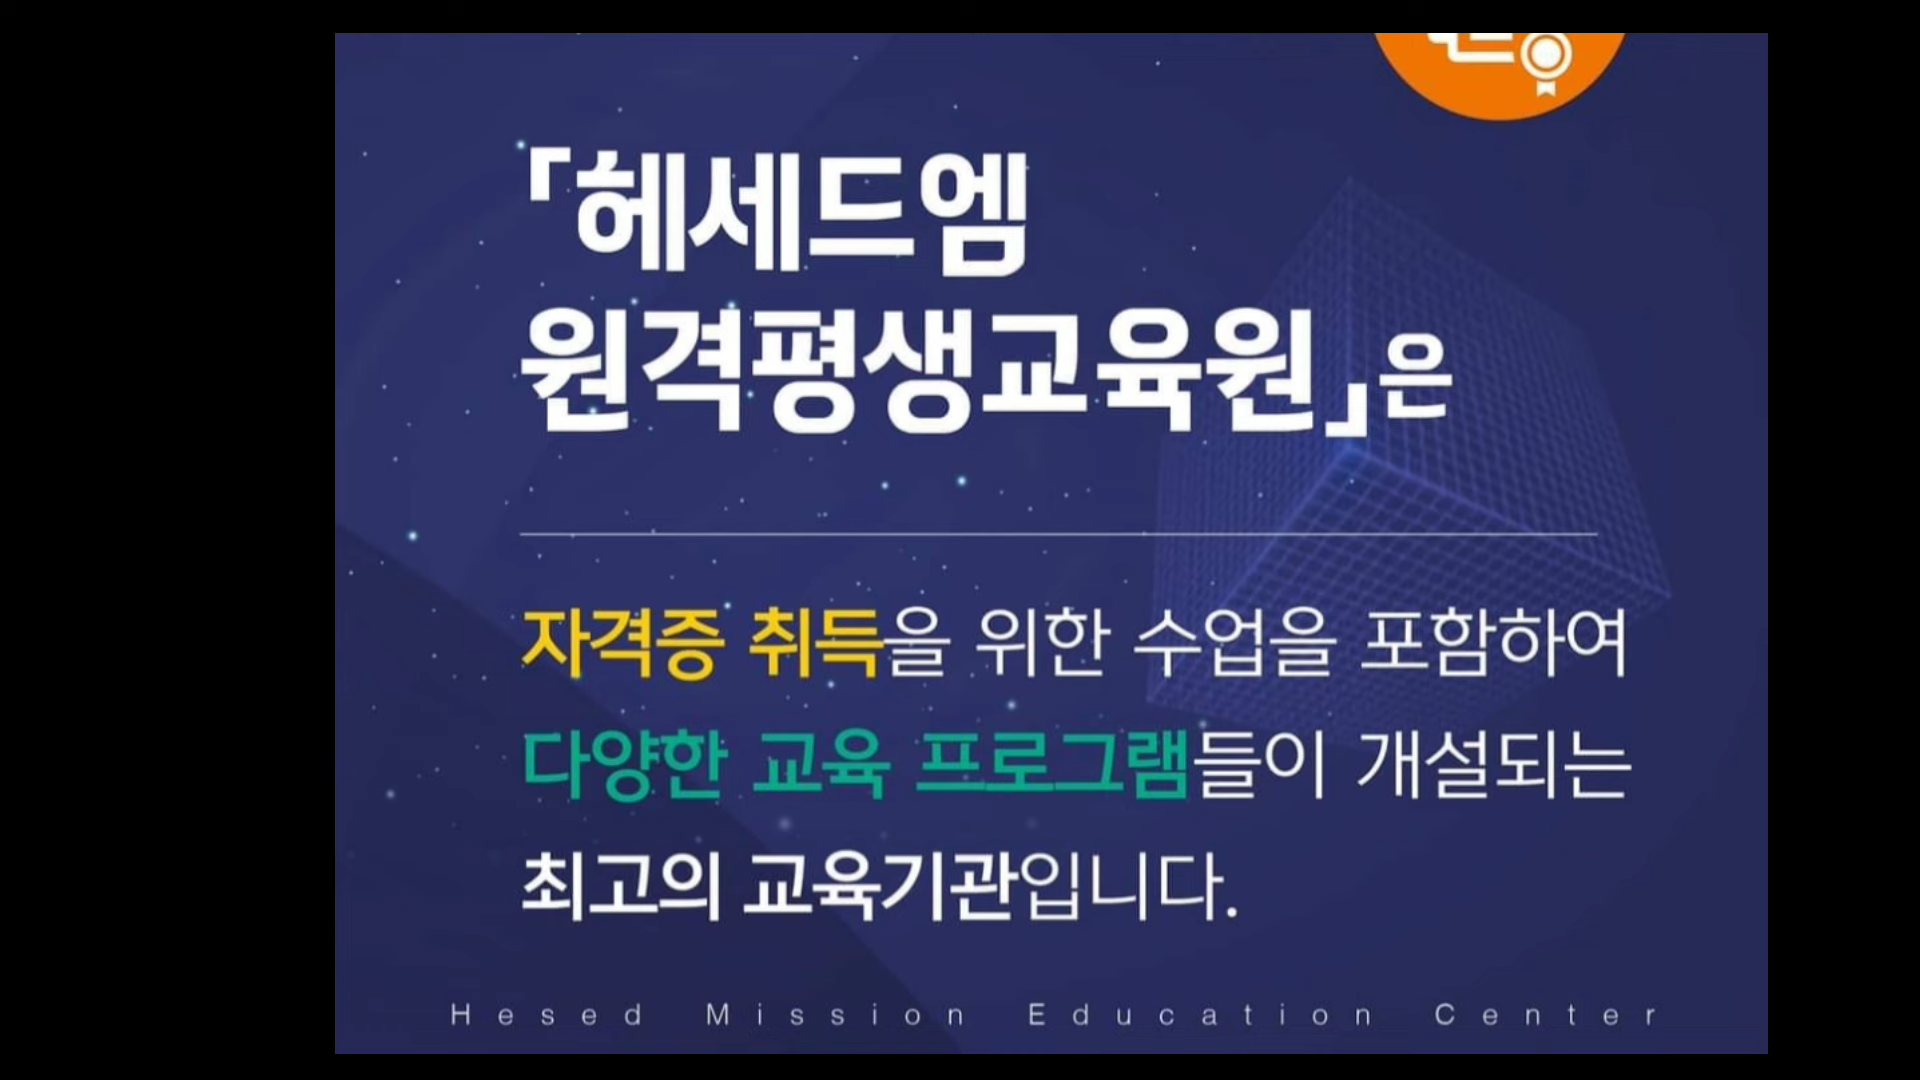 「헤세드엠
원격평생교육원」은
자격증 취득을 위한 수업을 포함하여
다양한 교육 프로그램들이 개설되는
최고의 교육기관입니다.
Hesed Mission Education Center